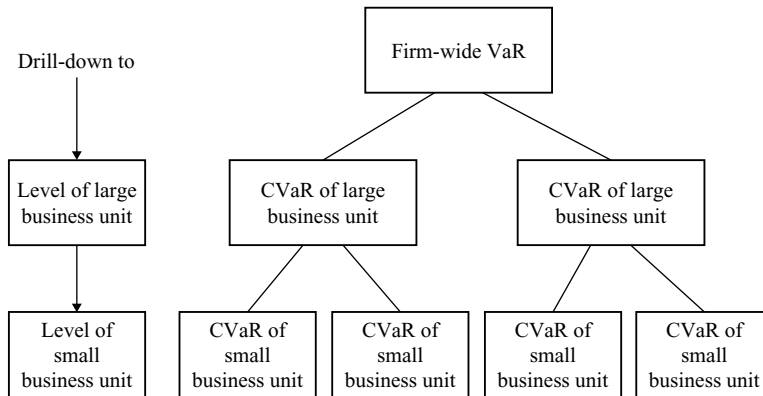 Firm-wide VaR
Drill-down to
Level of large
business unit
CVaR of large
business unit
CVaR of large
business unit
Level of
small
business unit
CVaR of
small
business unit
CVaR of
small
business unit
CVaR of
small
business unit
CVaR of
small
business unit